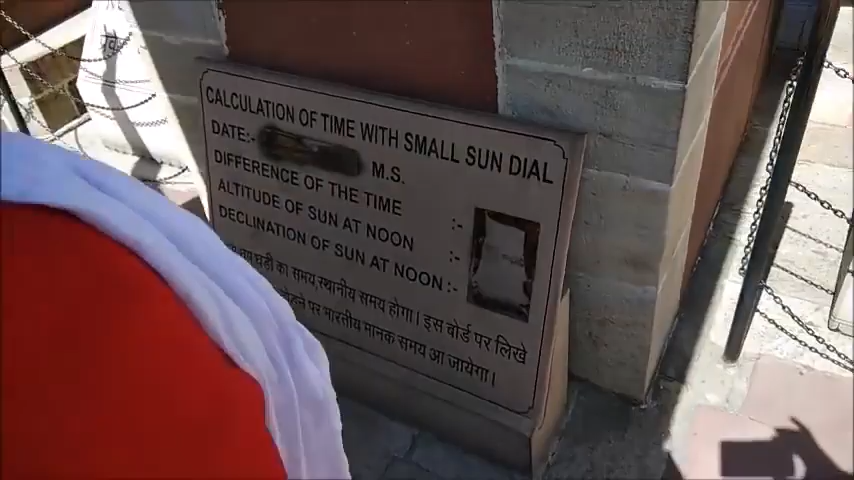 CALCULATION OF TIME WITH SMALL SUN DIAL
DATE:
DIFFERENCE OF THE TIME M.S.
ALTITUDE OF SUN AT NOON :
DECLINATION OF SUN AT NOON :
घड़ी का समय, स्थानीय समय होगा। इस बोर्ड पर लिखे
पर भारतीय मानक समय आ जायेगा।